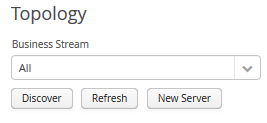 Topology
Business Stream
All
Discover Refresh New Server